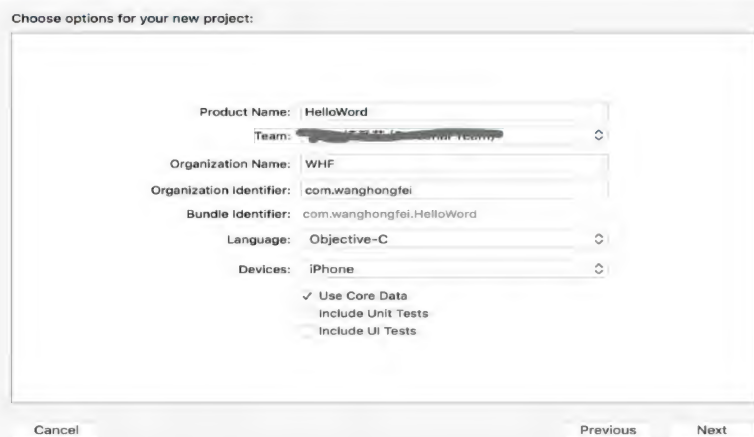 Choose options for your new project:
Product Name: HelloWord
Team:
Organization Name: WHF
Organization Identifier: com.wanghongfei
Bundle Identifier: com.wanghongfei.HelloWord
Language: Objective-C
Devices: iPhone
✓ Use Core Data
Include Unit Tests
Include UI Tests
Cancel Previous Next